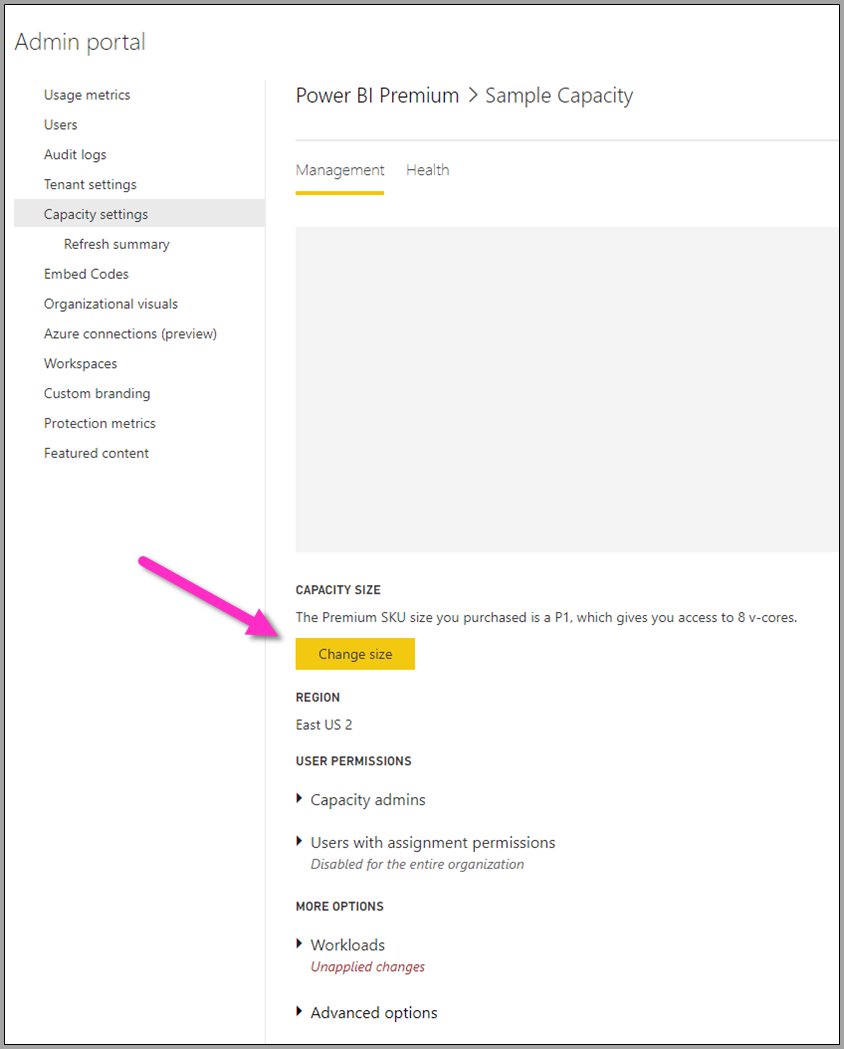 Admin portal
Usage metrics
Users
Audit logs
Tenant settings
Capacity settings
Refresh summary
Embed Codes
Organizational visuals
Azure connections (preview)
Workspaces
Custom branding
Protection metrics
Featured content
Power BI Premium > Sample Capacity
Management Health
CAPACITY SIZE
The Premium SKU size you purchased is a P1, which gives you access to 8 v-cores.
Change size
REGION
East US 2
USER PERMISSIONS
Capacity admins
Users with assignment permissions
Disabled for the entire organization
MORE OPTIONS
Workloads
Unapplied changes
Advanced options